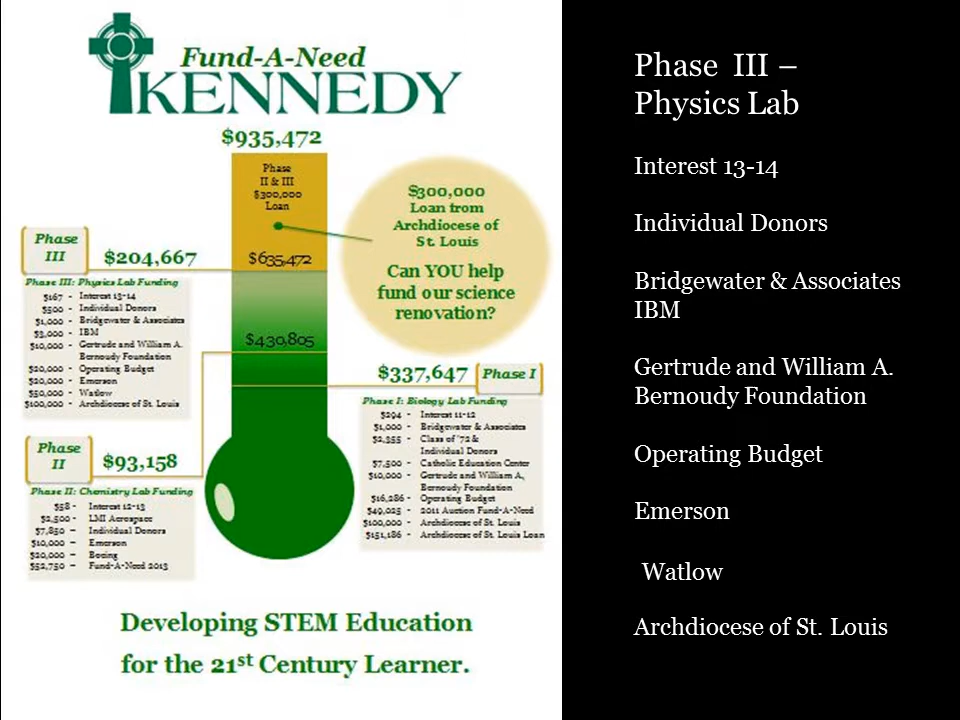 Fund-A-Need
KENNEDY
$935,472
Phase
II & III
$300,000
Loan
$300,000
Loan from
Archdiocese of
St. Louis
Can YOU help
fund our science
renovation?
Phase
III
$204,667
$635,472
Phase III: Physics Lab Funding
$167 - Interest 13-14
$500 - Individual Donors
$1,000 - Bridgewater & Associates
$3,000 - IBM
$10,000 - Gertrude and William A.
Bernoudy Foundation
$20,000 - Operating Budget
$20,000 - Emerson
$50,000 - Watlow
$100,000 - Archdiocese of St. Louis
$430,805
$337,647
Phase I
Phase I: Biology Lab Funding
$294 - Interest 11-12
$1,000 - Bridgewater & Associates
$2,355 - Class of '72 &
Individual Donors
$7,500 - Catholic Education Center
$10,000 - Gertrude and William A,
Bernoudy Foundation
$16,286 - Operating Budget
$49,025 - 2011 Auction Fund-A-Need
$100,000 - Archdiocese of St. Louis
$151,186 - Archdiocese of St. Louis Loan
Phase
II
$93,158
Phase II: Chemistry Lab Funding
$58 - Interest 12-13
$2,500 - LMI Aerospace
$7,850 - Individual Donors
$10,000 - Emerson
$20,000 - Boeing
$52,750 - Fund-A-Need 2013
Developing STEM Education
for the 21st Century Learner.
Phase III –
Physics Lab
Interest 13-14
Individual Donors
Bridgewater & Associates
IBM
Gertrude and William A.
Bernoudy Foundation
Operating Budget
Emerson
Watlow
Archdiocese of St. Louis